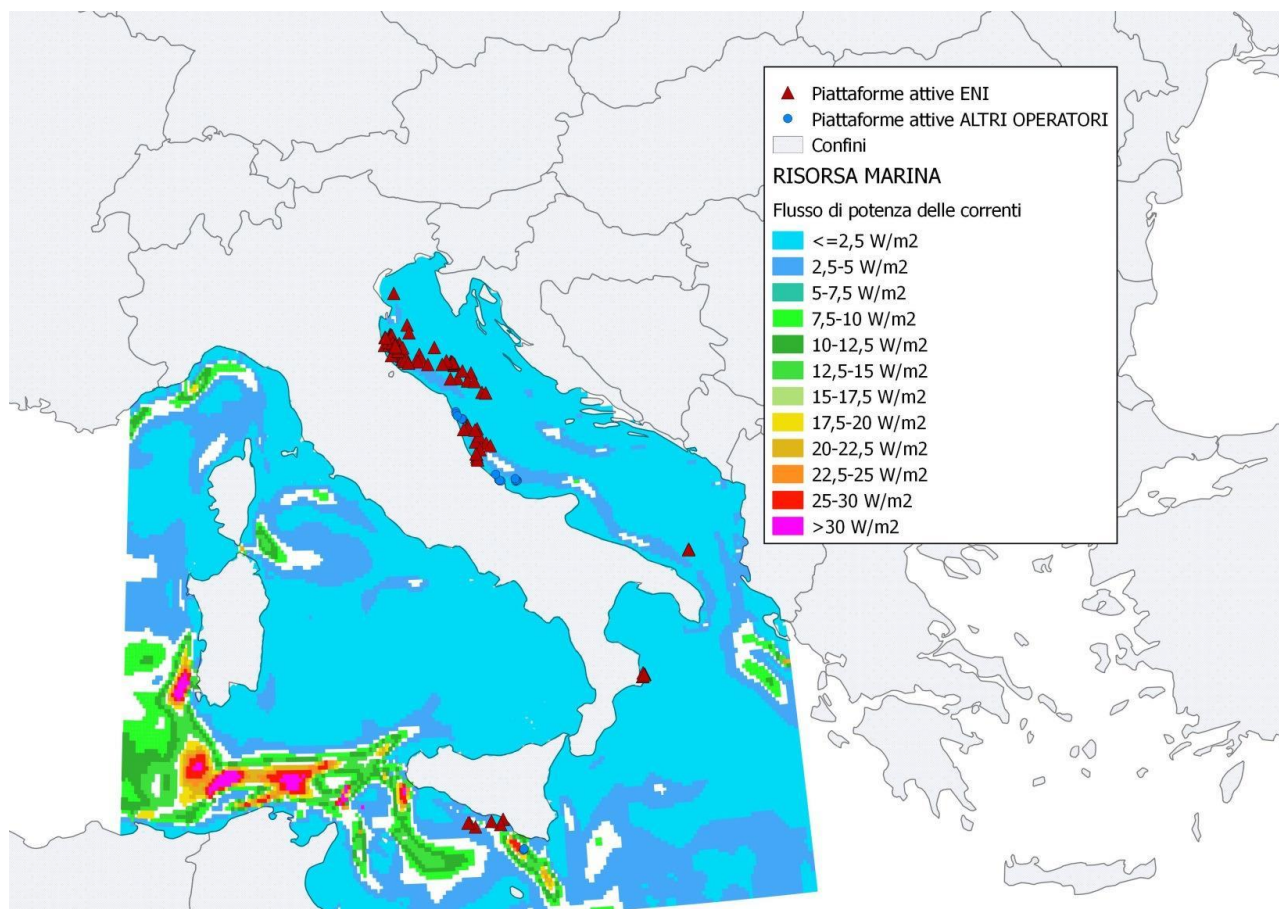 Piattaforme attive ENI
Piattaforme attive ALTRI OPERATORI
Confini
RISORSA MARINA
Flusso di potenza delle correnti
<=2,5 W/m2
2,5-5 W/m2
5-7,5 W/m2
7,5-10 W/m2
10-12,5 W/m2
12,5-15 W/m2
15-17,5 W/m2
17,5-20 W/m2
20-22,5 W/m2
22,5-25 W/m2
25-30 W/m2
>30 W/m2